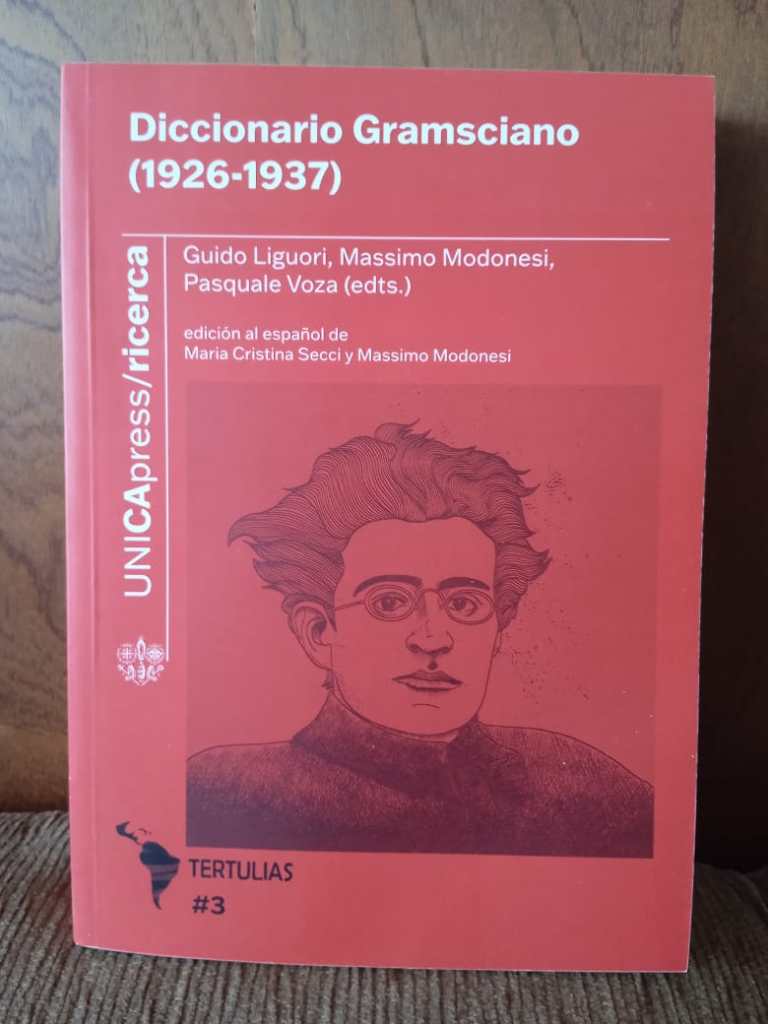 Diccionario Gramsciano
(1926-1937)
Guido Liguori, Massimo Modonesi,
Pasquale Voza (edts.)
edición al español de
Maria Cristina Secci y Massimo Modonesi
UNICApress/ricerca
TERTULIAS
#3